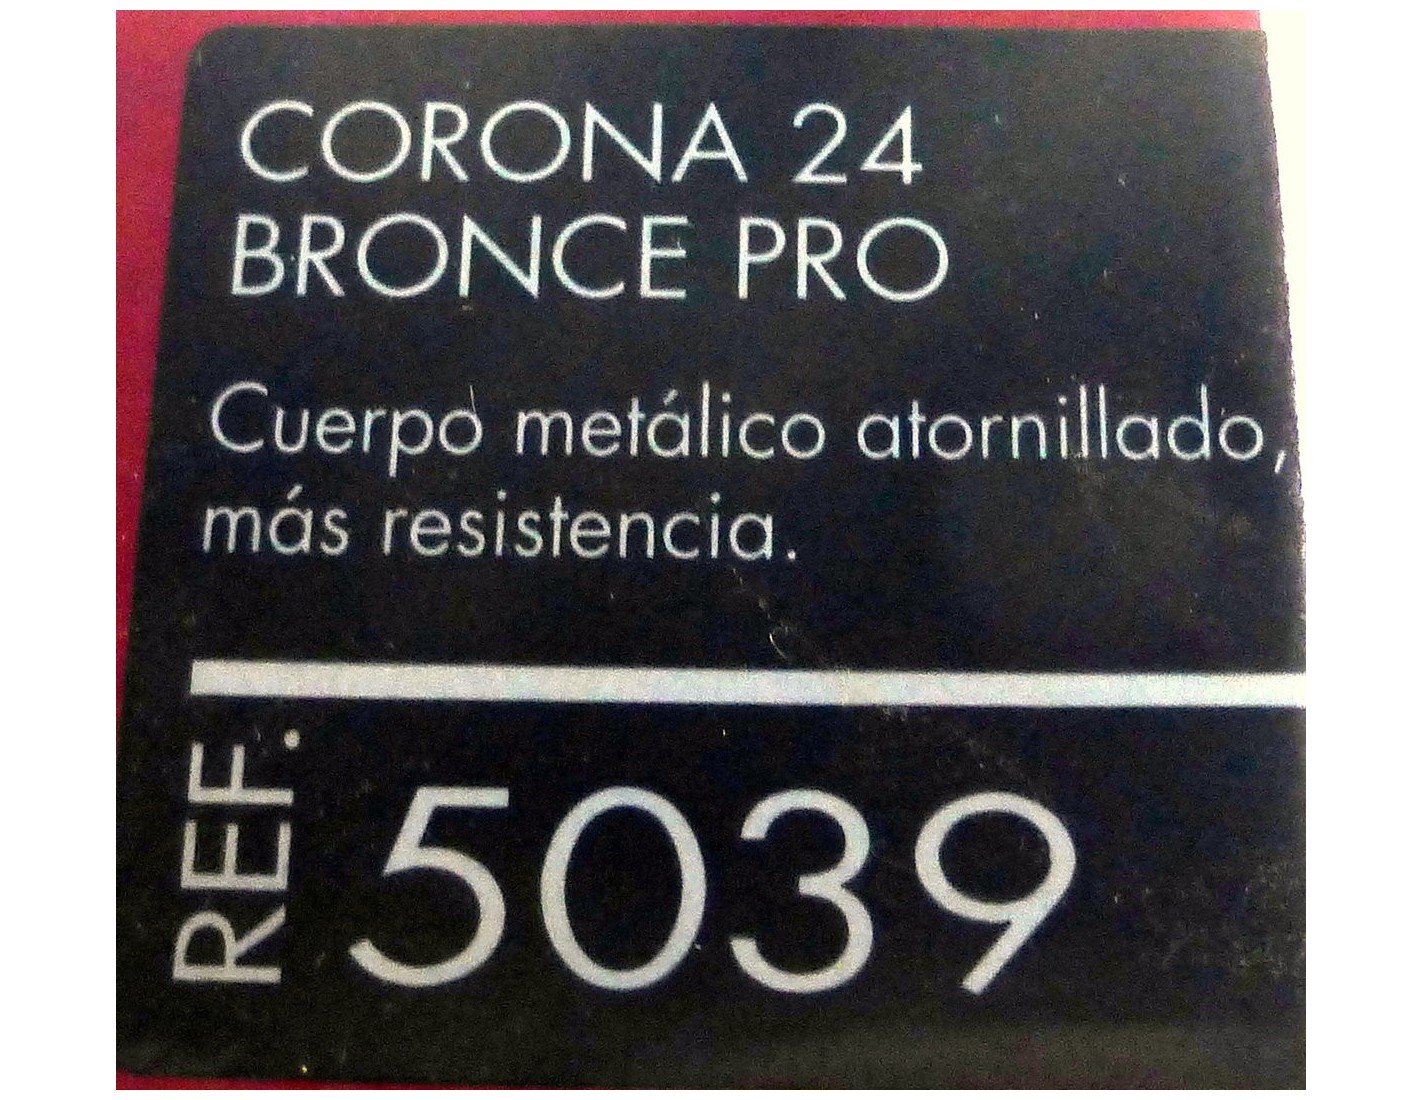 CORONA 24
BRONCE PRO
Cuerpo metálico atornillado,
más resistencia.
REF. 5039